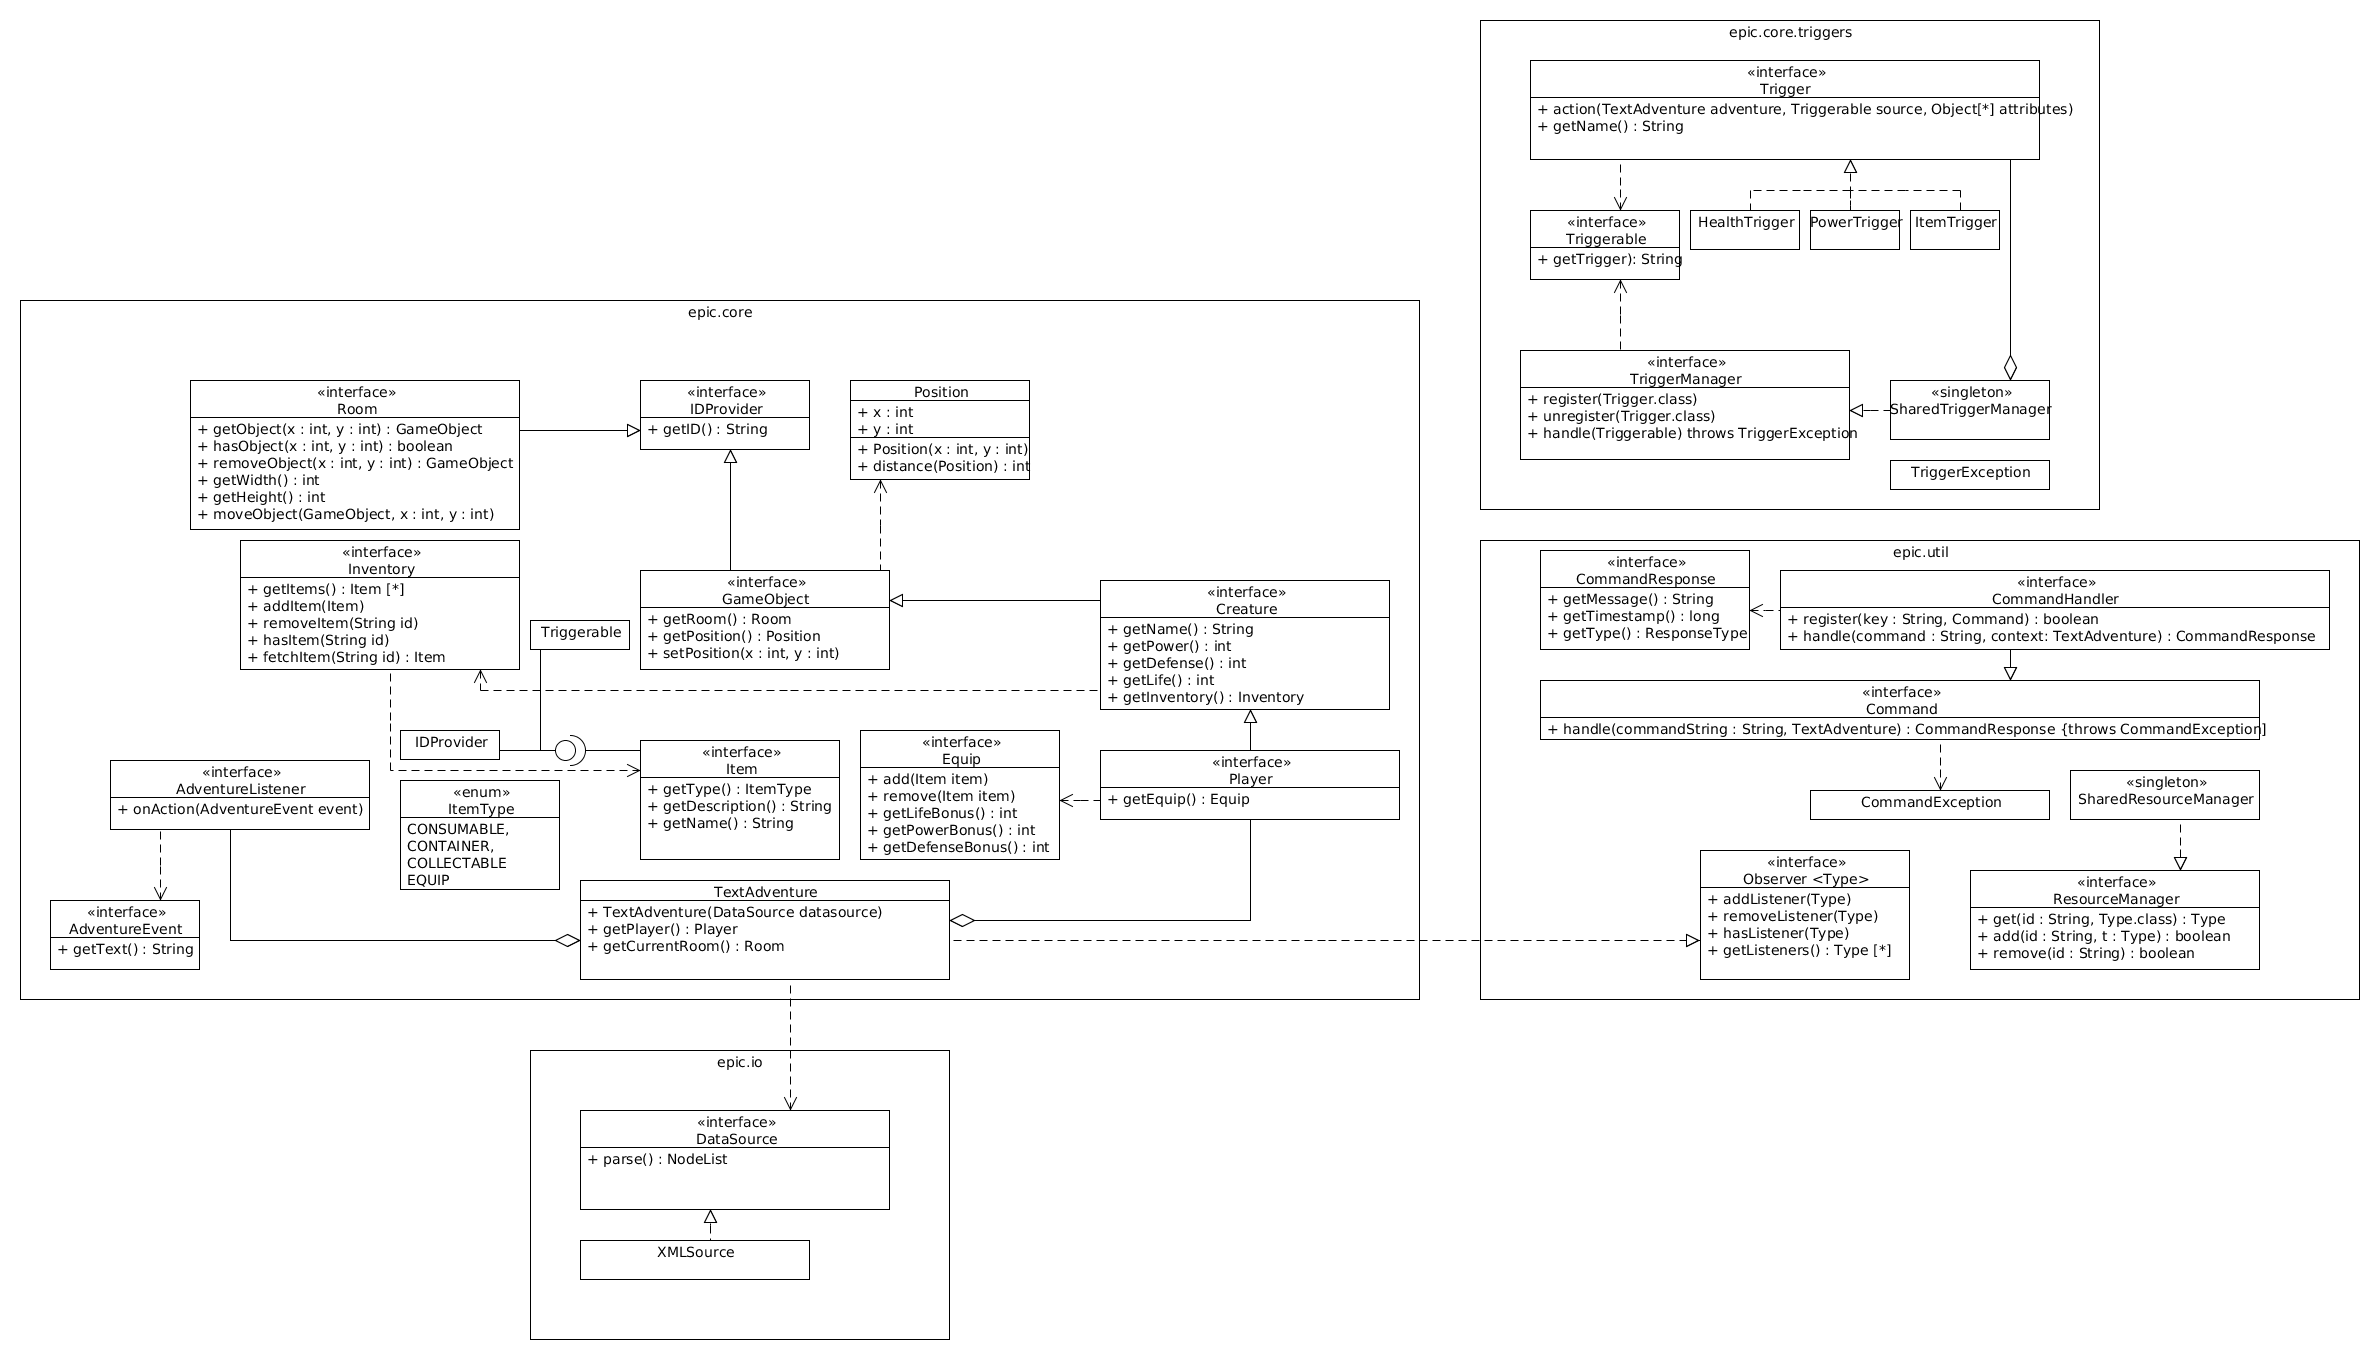 epic.core.triggers
«interface»
Trigger
+ action(TextAdventure adventure, Triggerable source, Object[*] attributes)
+ getName() : String
«interface»
Triggerable
+ getTrigger): String
HealthTrigger
PowerTrigger
ItemTrigger
«interface»
TriggerManager
+ register(Trigger.class)
+ unregister(Trigger.class)
+ handle(Triggerable) throws TriggerException
«singleton»
SharedTriggerManager
TriggerException
epic.core
«interface»
Room
+ getObject(x : int, y : int) : GameObject
+ hasObject(x : int, y : int) : boolean
+ removeObject(x : int, y : int) : GameObject
+ getWidth() : int
+ getHeight() : int
+ moveObject(GameObject, x : int, y : int)
«interface»
IDProvider
+ getID() : String
Position
+ x : int
+ y : int
+ Position(x : int, y : int)
+ distance(Position) : int
«interface»
Inventory
+ getItems() : Item [*]
+ addItem(Item)
+ removeItem(String id)
+ hasItem(String id)
+ fetchItem(String id) : Item
Triggerable
«interface»
GameObject
+ getRoom() : Room
+ getPosition() : Position
+ setPosition(x : int, y : int)
«interface»
Creature
+ getName() : String
+ getPower() : int
+ getDefense() : int
+ getLife() : int
+ getInventory() : Inventory
IDProvider
«interface»
Item
+ getType() : ItemType
+ getDescription() : String
+ getName() : String
«interface»
Equip
+ add(Item item)
+ remove(Item item)
+ getLifeBonus() : int
+ getPowerBonus() : int
+ getDefenseBonus() : int
«interface»
Player
+ getEquip() : Equip
«interface»
AdventureListener
+ onAction(AdventureEvent event)
«enum»
ItemType
CONSUMABLE,
CONTAINER,
COLLECTABLE
EQUIP
«interface»
AdventureEvent
+ getText() : String
TextAdventure
+ TextAdventure(DataSource datasource)
+ getPlayer() : Player
+ getCurrentRoom() : Room
epic.util
«interface»
CommandResponse
+ getMessage() : String
+ getTimestamp() : long
+ getType() : ResponseType
«interface»
CommandHandler
+ register(key : String, Command) : boolean
+ handle(command : String, context: TextAdventure) : CommandResponse
«interface»
Command
+ handle(commandString : String, TextAdventure) : CommandResponse {throws CommandException]
CommandException
«singleton»
SharedResourceManager
«interface»
Observer <Type>
+ addListener(Type)
+ removeListener(Type)
+ hasListener(Type)
+ getListeners() : Type [*]
«interface»
ResourceManager
+ get(id : String, Type.class) : Type
+ add(id : String, t : Type) : boolean
+ remove(id : String) : boolean
epic.io
«interface»
DataSource
+ parse() : NodeList
XMLSource